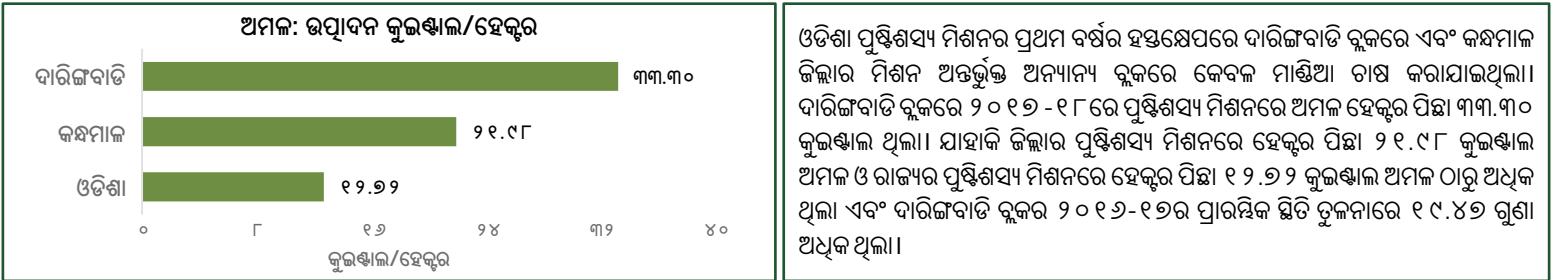 ଅମଳ: ଉତ୍ପାଦନ କୁଇଣ୍ଟାଲ/ହେକ୍ଟର
ଦାରିଙ୍ଗବାଡି
୩୩.୩୦
କନ୍ଧମାଳ
୨୧.୯୮
ଓଡିଶା
୧୨.୭୨
୦ ୮ ୧୬ ୨୪ ୩୨ ୪୦
କୁଇଣ୍ଟାଲ/ହେକ୍ଟର
ଓଡିଶା ପୁଷ୍ଟିଶସ୍ୟ ମିଶନର ପ୍ରଥମ ବର୍ଷର ହସ୍ତକ୍ଷେପରେ ଦାରିଙ୍ଗବାଡି ବ୍ଲକରେ ଏବଂ କନ୍ଧମାଳ
ଜିଲ୍ଲାର ମିଶନ ଅନ୍ତର୍ଭୁକ୍ତ ଅନ୍ୟାନ୍ୟ ବ୍ଲକରେ କେବଳ ମାଣ୍ଡିଆ ଚାଷ କରାଯାଇଥିଲା।
ଦାରିଙ୍ଗବାଡି ବ୍ଲକରେ ୨୦୧୭-୧୮ରେ ପୁଷ୍ଟିଶସ୍ୟ ମିଶନରେ ଅମଳ ହେକ୍ଟର ପିଛା ୩୩.୩୦
କୁଇଣ୍ଟାଲ ଥିଲା। ଯାହାକି ଜିଲ୍ଲାର ପୁଷ୍ଟିଶସ୍ୟ ମିଶନରେ ହେକ୍ଟର ପିଛା ୨୧.୯୮ କୁଇଣ୍ଟାଲ
ଅମଳ ଓ ରାଜ୍ୟର ପୁଷ୍ଟିଶସ୍ୟ ମିଶନରେ ହେକ୍ଟର ପିଛା ୧୨.୭୨ କୁଇଣ୍ଟାଲ ଅମଳ ଠାରୁ ଅଧିକ
ଥିଲା ଏବଂ ଦାରିଙ୍ଗବାଡି ବ୍ଲକର ୨୦୧୬-୧୭ର ପ୍ରାରମ୍ଭିକ ସ୍ଥିତି ତୁଳନାରେ ୧୯.୪୭ ଗୁଣା
ଅଧିକ ଥିଲା।